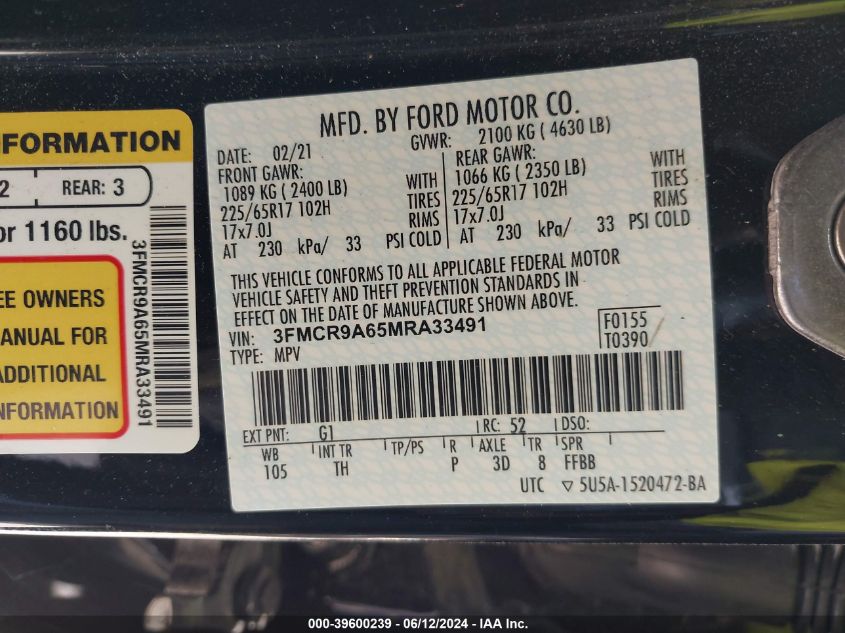 FORMATION
2 REAR: 3
or 1160 lbs.
EE OWNERS
MANUAL FOR
ADDITIONAL
INFORMATION
3FMCR9A65MRA33491
MFD. BY FORD MOTOR CO.
DATE: 02/21 GVWR: 2100 KG ( 4630 LB)
FRONT GAWR: REAR GAWR:
1089 KG ( 2400 LB) WITH 1066 KG ( 2350 LB) WITH
225/65R17 102H TIRES 225/65R17 102H TIRES
17x7.0J RIMS 17x7.0J RIMS
AT 230 kPa/ 33 PSI COLD AT 230 kPa/ 33 PSI COLD
THIS VEHICLE CONFORMS TO ALL APPLICABLE FEDERAL MOTOR
VEHICLE SAFETY AND THEFT PREVENTION STANDARDS IN
EFFECT ON THE DATE OF MANUFACTURE SHOWN ABOVE.
VIN: 3FMCR9A65MRA33491 F0155
TYPE: MPV T0390
EXT PNT: G1 RC: 52 DSO:
WB INT TR TP/PS R AXLE TR SPR
105 TH P 3D 8 FFBB
UTC ▽ 5U5A-1520472-BA
000-39600239 - 06/12/2024 - IAA Inc.